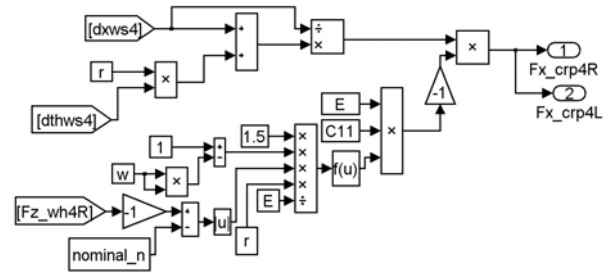 [dxws4]
÷
×
+
+
r
×
[dthws4]
×
1
Fx_crp4R
2
Fx_crp4L
-1
E
C11
×
1.5
1
+
-
w
×
×
×
×
×
÷
f(u)
[Fz_wh4R]
-1
+
-
|u|
E
r
nominal_n